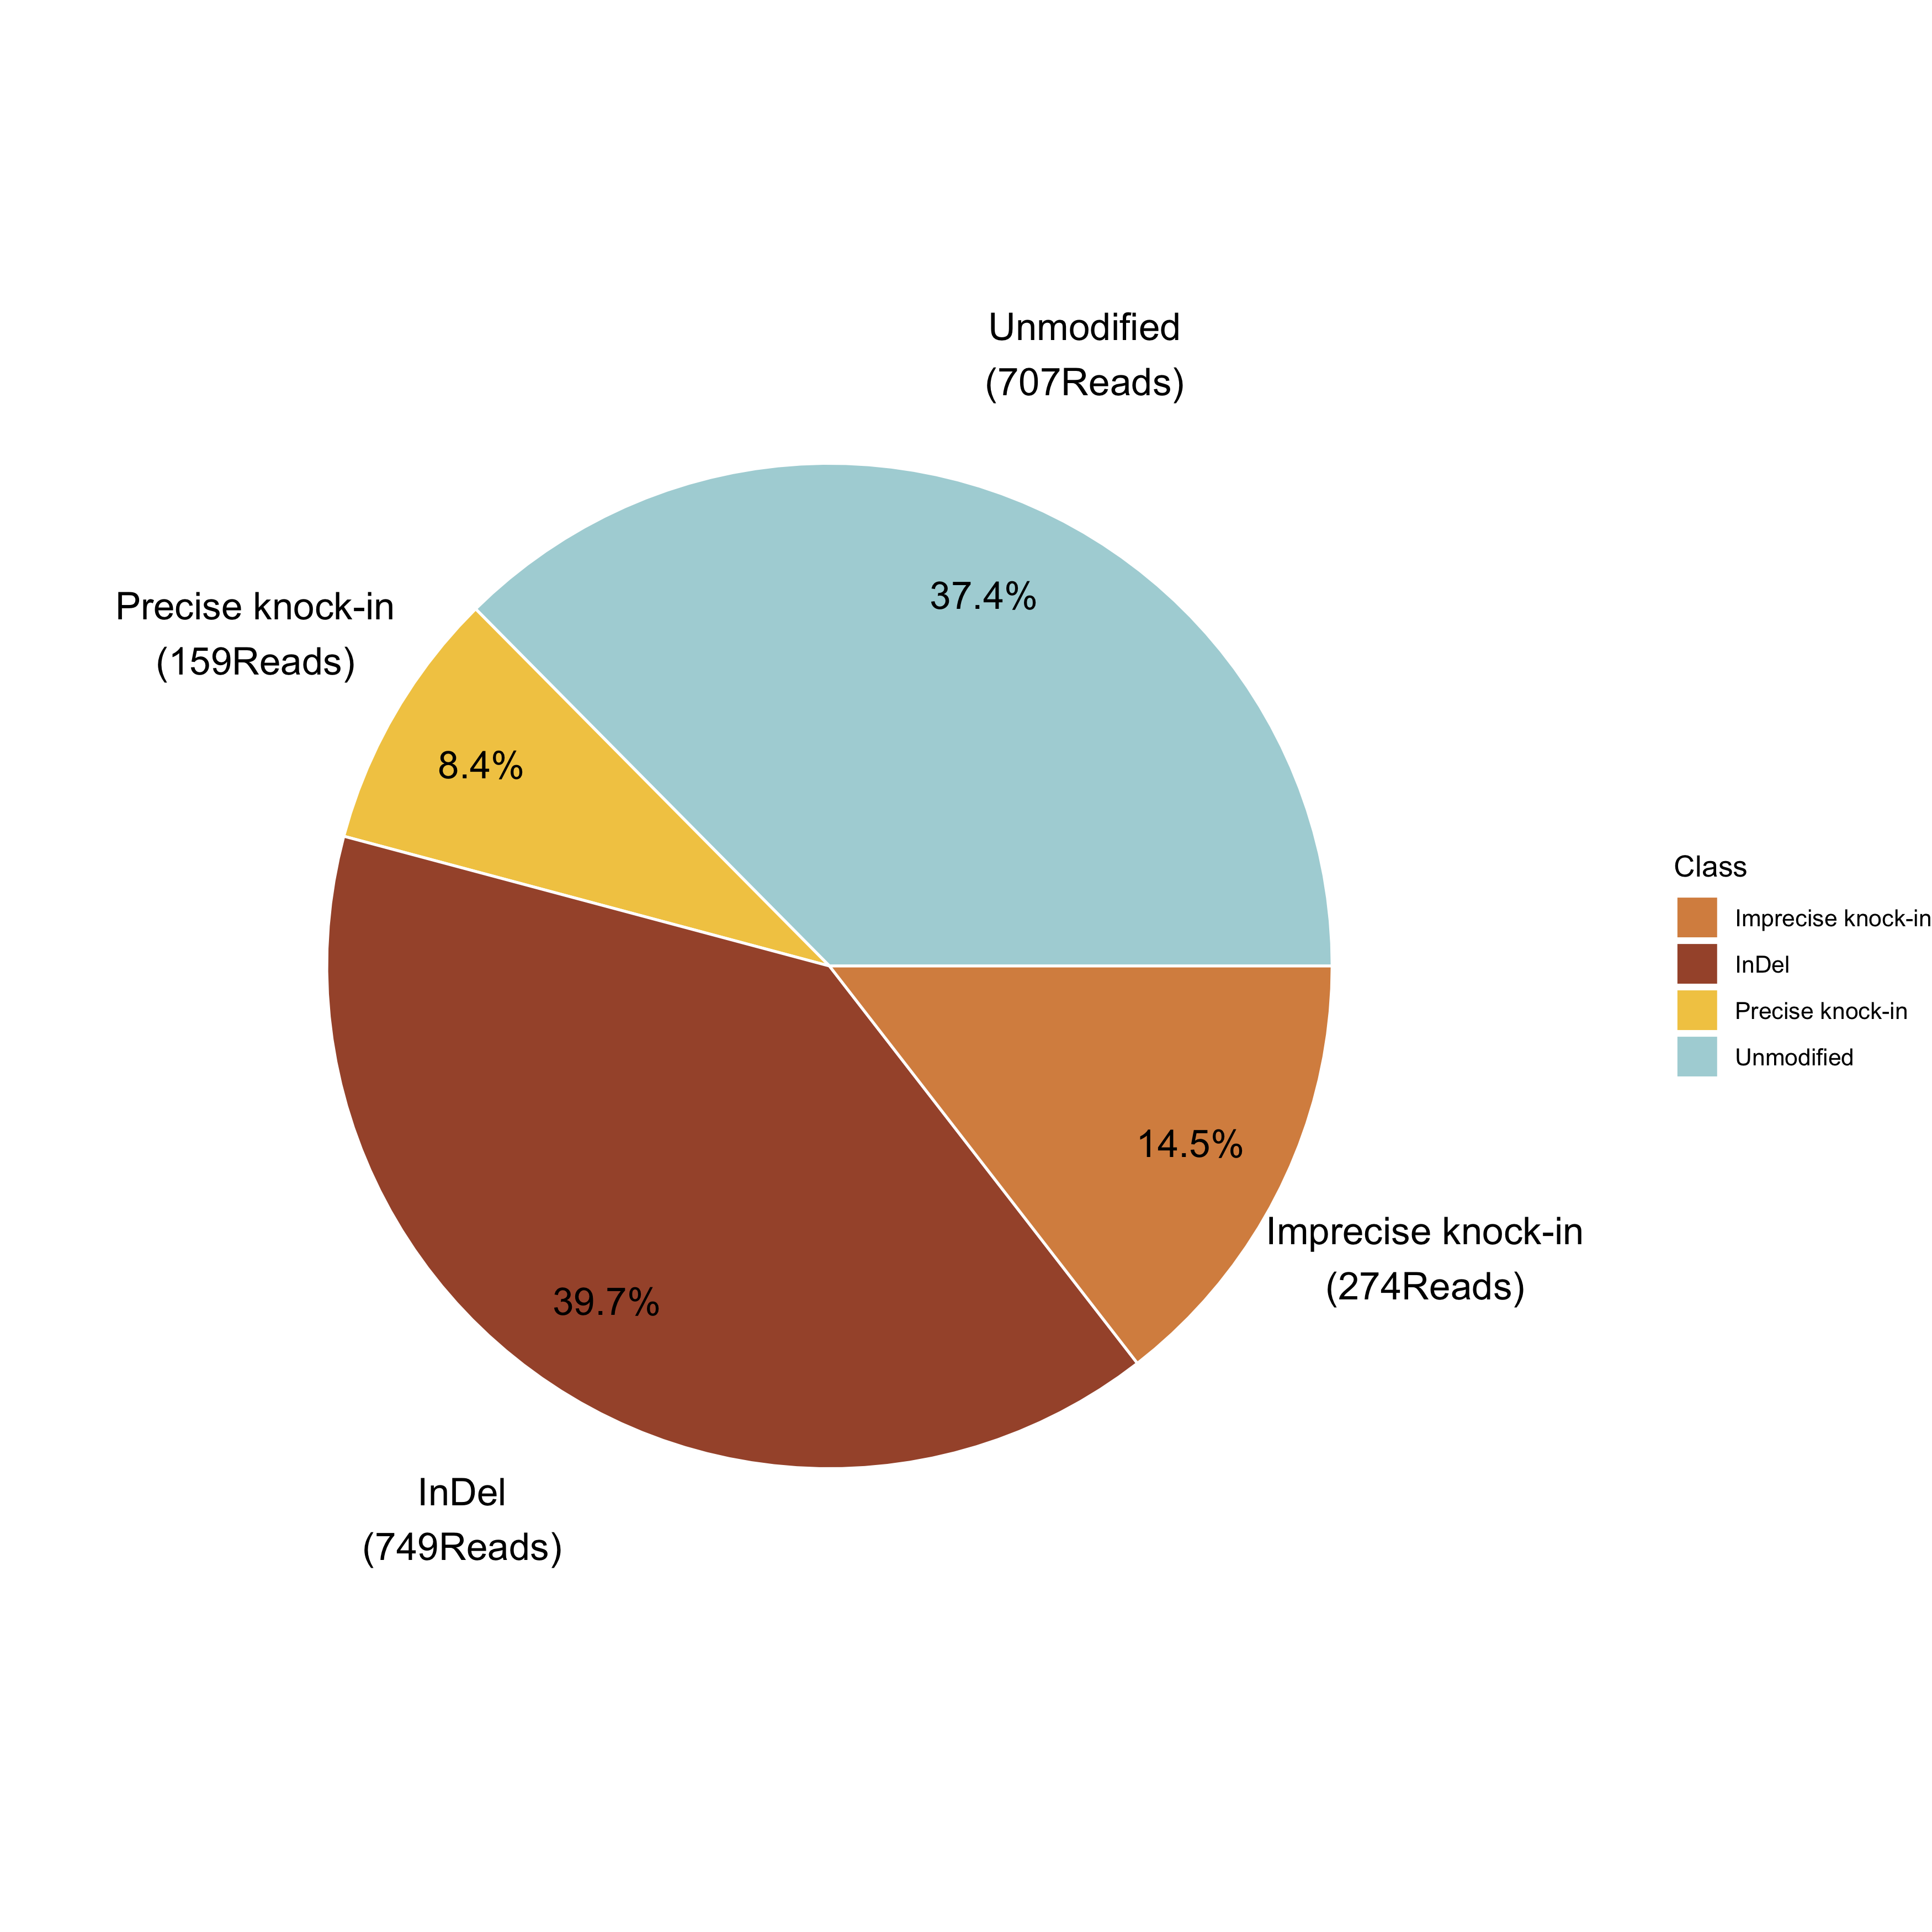 Unmodified
(707Reads)
37.4%
Precise knock-in
(159Reads)
8.4%
Class
Imprecise knock-in
InDel
Precise knock-in
Unmodified
14.5%
Imprecise knock-in
(274Reads)
39.7%
InDel
(749Reads)